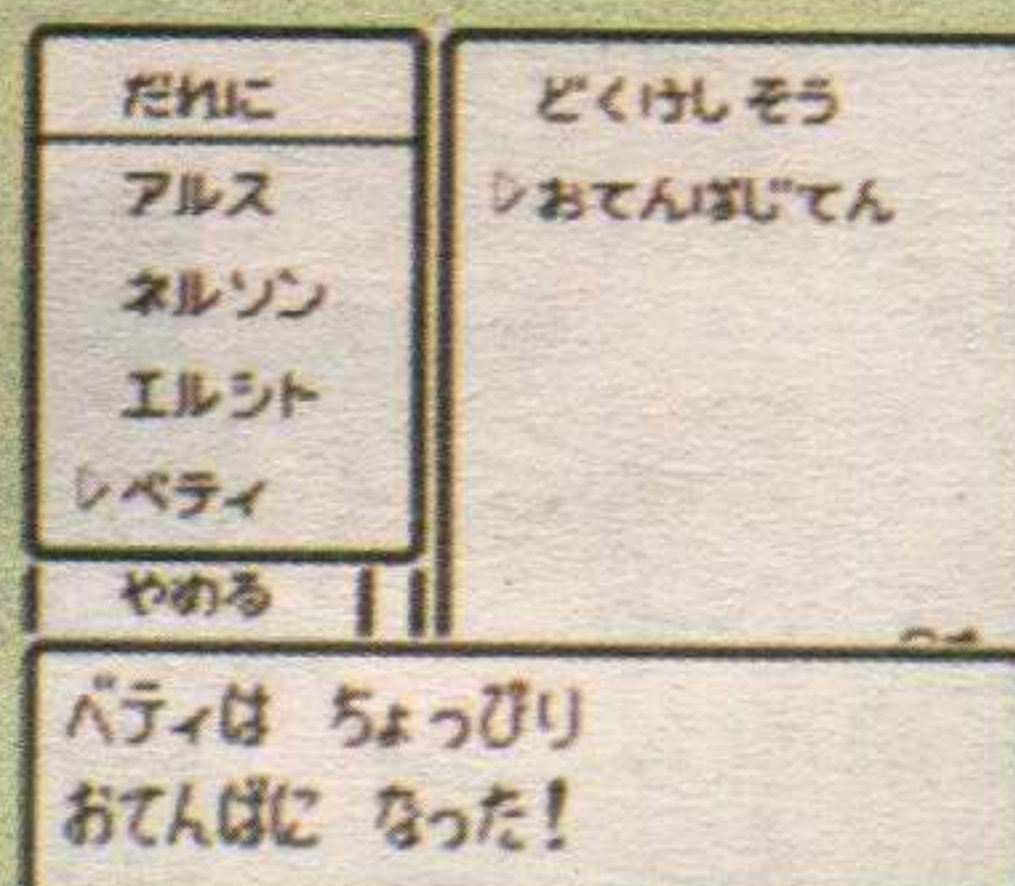 だれに
アルス
ネルソン
エルシト
▷ベティ
やめる
どくけしそう
▷おてんばじてん
ベティは ちょっぴり
おてんばに なった!